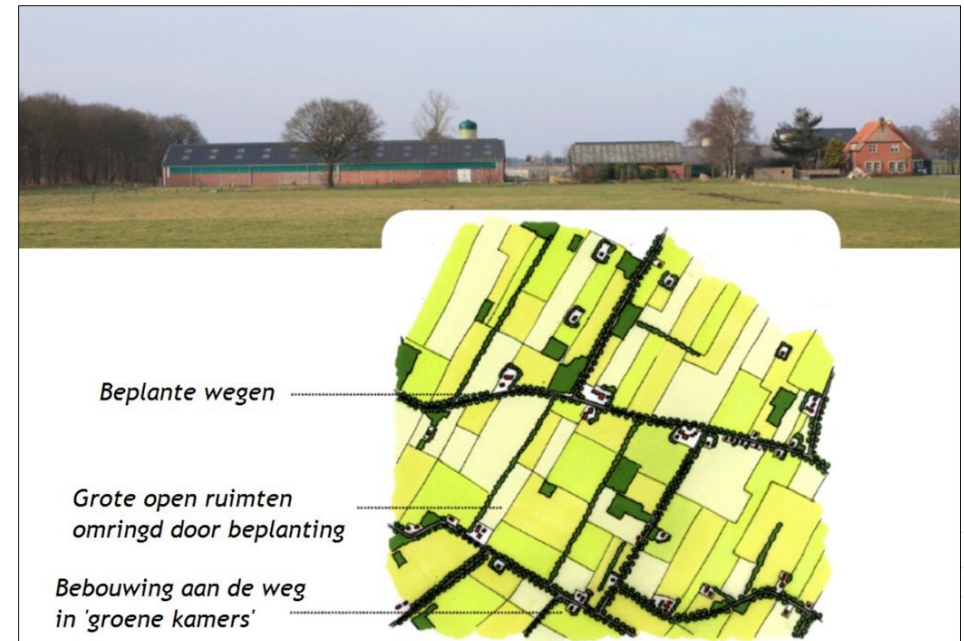 Beplante wegen
Grote open ruimten
omringd door beplanting
Bebouwing aan de weg
in 'groene kamers'